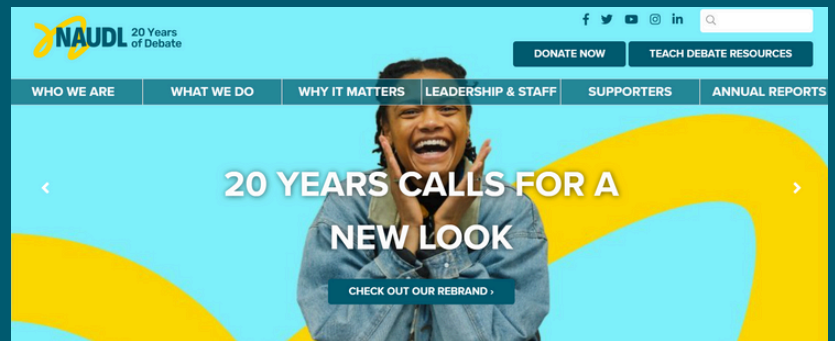 NAUDL 20 Years
of Debate
DONATE NOW
TEACH DEBATE RESOURCES
WHO WE ARE
WHAT WE DO
WHY IT MATTERS
LEADERSHIP & STAFF
SUPPORTERS
ANNUAL REPORTS
20 YEARS CALLS FOR A
NEW LOOK
CHECK OUT OUR REBRAND ›